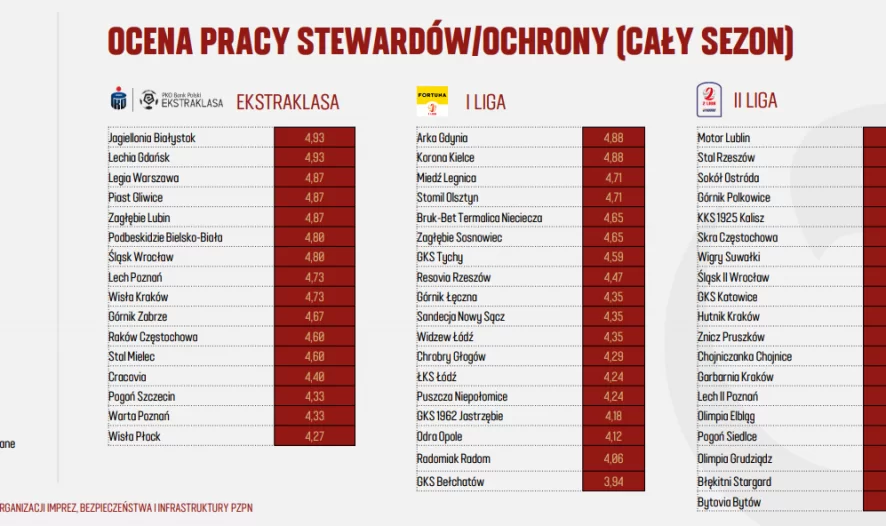 OCENA PRACY STEWARDÓW/OCHRONY (CAŁY SEZON)
PKO Bank Polski
EKSTRAKLASA
EKSTRAKLASA
Jagiellonia Białystok 4,93
Lechia Gdańsk 4,93
Legia Warszawa 4,87
Piast Gliwice 4,87
Zagłębie Lubin 4,87
Podbeskidzie Bielsko-Biała 4,80
Śląsk Wrocław 4,80
Lech Poznań 4,73
Wisła Kraków 4,73
Górnik Zabrze 4,67
Raków Częstochowa 4,60
Stal Mielec 4,60
Cracovia 4,40
Pogoń Szczecin 4,33
Warta Poznań 4,33
Wisła Płock 4,27
FORTUNA
1 LIGA
I LIGA
Arka Gdynia 4,88
Korona Kielce 4,88
Miedź Legnica 4,71
Stomil Olsztyn 4,71
Bruk-Bet Termalica Nieciecza 4,65
Zagłębie Sosnowiec 4,65
GKS Tychy 4,59
Resovia Rzeszów 4,47
Górnik Łęczna 4,35
Sandecja Nowy Sącz 4,35
Widzew Łódź 4,35
Chrobry Głogów 4,29
ŁKS Łódź 4,24
Puszcza Niepołomice 4,24
GKS 1962 Jastrzębie 4,18
Odra Opole 4,12
Radomiak Radom 4,06
GKS Bełchatów 3,94
2
2 LIGA
II LIGA
Motor Lublin
Stal Rzeszów
Sokół Ostróda
Górnik Polkowice
KKS 1925 Kalisz
Skra Częstochowa
Wigry Suwałki
Śląsk II Wrocław
GKS Katowice
Hutnik Kraków
Znicz Pruszków
Chojniczanka Chojnice
Garbarnia Kraków
Lech II Poznań
Olimpia Elbląg
Pogoń Siedlce
Olimpia Grudziądz
Błękitni Stargard
Bytovia Bytów
ane
RGANIZACJI IMPREZ, BEZPIECZEŃSTWA I INFRASTRUKTURY PZPN